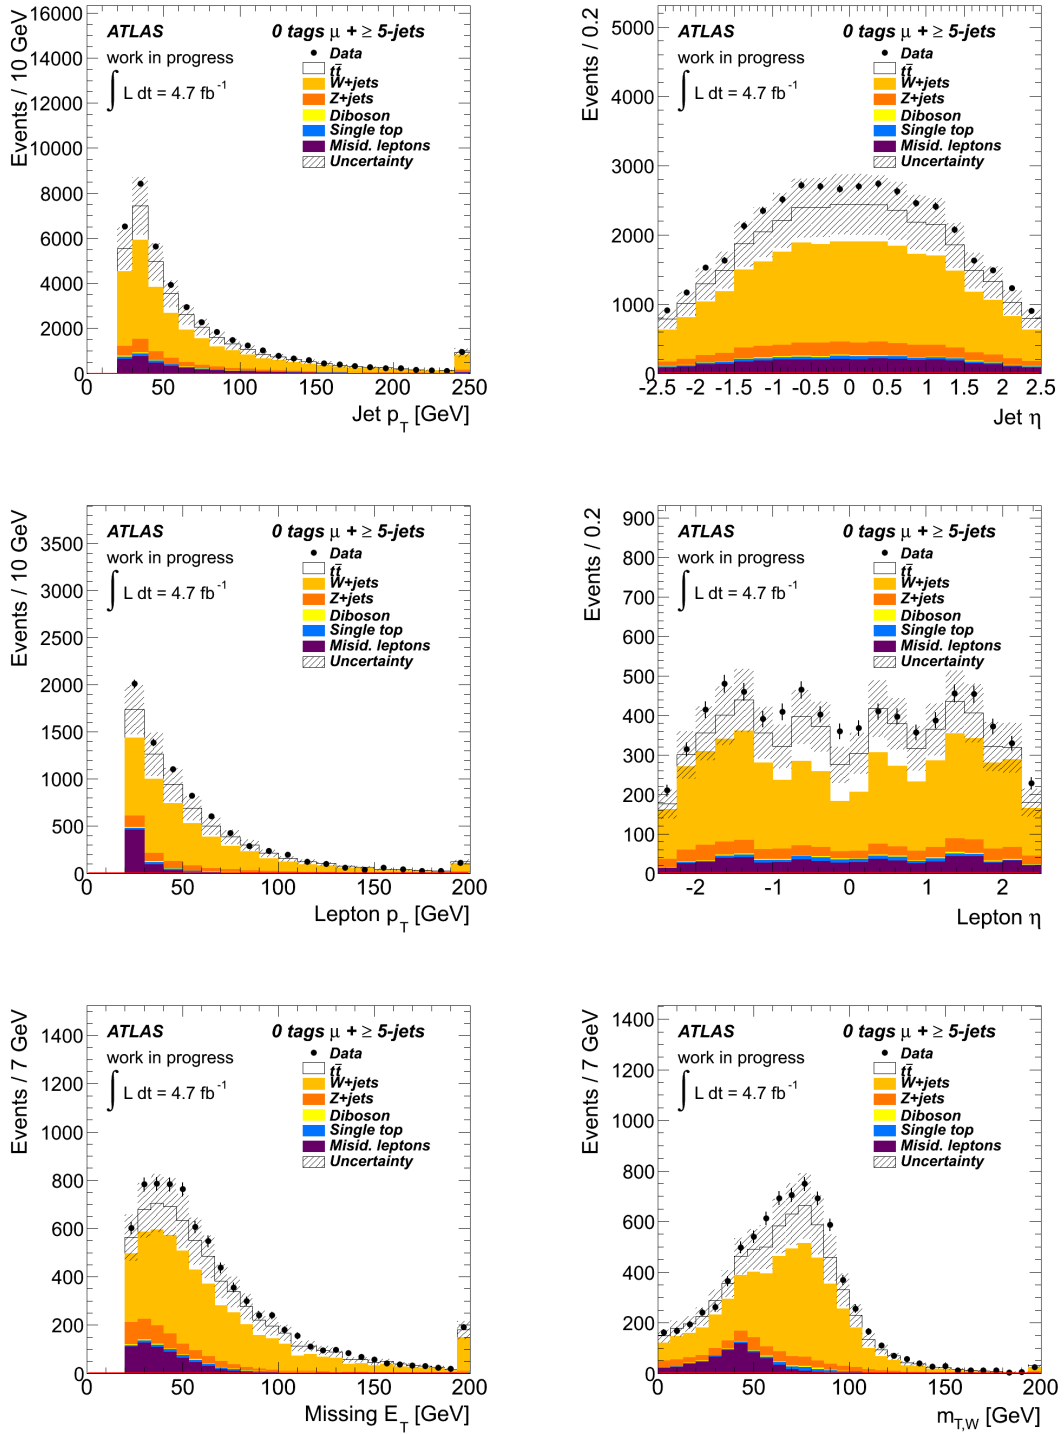 Events / 10 GeV
16000
14000
12000
10000
8000
6000
4000
2000
0
ATLAS
0 tags μ + ≥ 5-jets
work in progress
∫ L dt = 4.7 fb⁻¹
Data
tt̄
W+jets
Z+jets
Diboson
Single top
Misid. leptons
Uncertainty
0 50 100 150 200 250
Jet p_T [GeV]
Events / 0.2
5000
4000
3000
2000
1000
0
ATLAS
0 tags μ + ≥ 5-jets
work in progress
∫ L dt = 4.7 fb⁻¹
Data
tt̄
W+jets
Z+jets
Diboson
Single top
Misid. leptons
Uncertainty
-2.5 -2 -1.5 -1 -0.5 0 0.5 1 1.5 2 2.5
Jet η
Events / 10 GeV
3500
3000
2500
2000
1500
1000
500
0
ATLAS
0 tags μ + ≥ 5-jets
work in progress
∫ L dt = 4.7 fb⁻¹
Data
tt̄
W+jets
Z+jets
Diboson
Single top
Misid. leptons
Uncertainty
0 50 100 150 200
Lepton p_T [GeV]
Events / 0.2
900
800
700
600
500
400
300
200
100
0
ATLAS
0 tags μ + ≥ 5-jets
work in progress
∫ L dt = 4.7 fb⁻¹
Data
tt̄
W+jets
Z+jets
Diboson
Single top
Misid. leptons
Uncertainty
-2 -1 0 1 2
Lepton η
Events / 7 GeV
1400
1200
1000
800
600
400
200
0
ATLAS
0 tags μ + ≥ 5-jets
work in progress
∫ L dt = 4.7 fb⁻¹
Data
tt̄
W+jets
Z+jets
Diboson
Single top
Misid. leptons
Uncertainty
0 50 100 150 200
Missing E_T [GeV]
Events / 7 GeV
1400
1200
1000
800
600
400
200
0
ATLAS
0 tags μ + ≥ 5-jets
work in progress
∫ L dt = 4.7 fb⁻¹
Data
tt̄
W+jets
Z+jets
Diboson
Single top
Misid. leptons
Uncertainty
0 50 100 150 200
m_T,W [GeV]